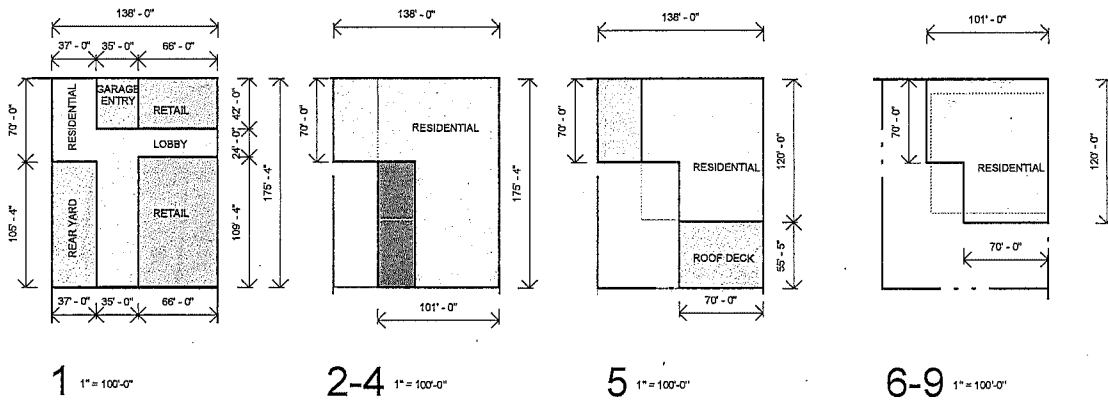 138' - 0"
37' - 0" 35' - 0" 66' - 0"
70' - 0"
105' - 4"
RESIDENTIAL
GARAGE
ENTRY
RETAIL
LOBBY
REAR YARD
RETAIL
42' - 0"
24' - 0"
109' - 4"
175' - 4"
37' - 0" 35' - 0" 66' - 0"
1 1" = 100'-0"
138' - 0"
70' - 0"
RESIDENTIAL
175' - 4"
101' - 0"
2-4 1" = 100'-0"
138' - 0"
70' - 0"
RESIDENTIAL
120' - 0"
ROOF DECK
55' - 5"
70' - 0"
5 1" = 100'-0"
101' - 0"
70' - 0"
RESIDENTIAL
120' - 0"
70' - 0"
6-9 1" = 100'-0"